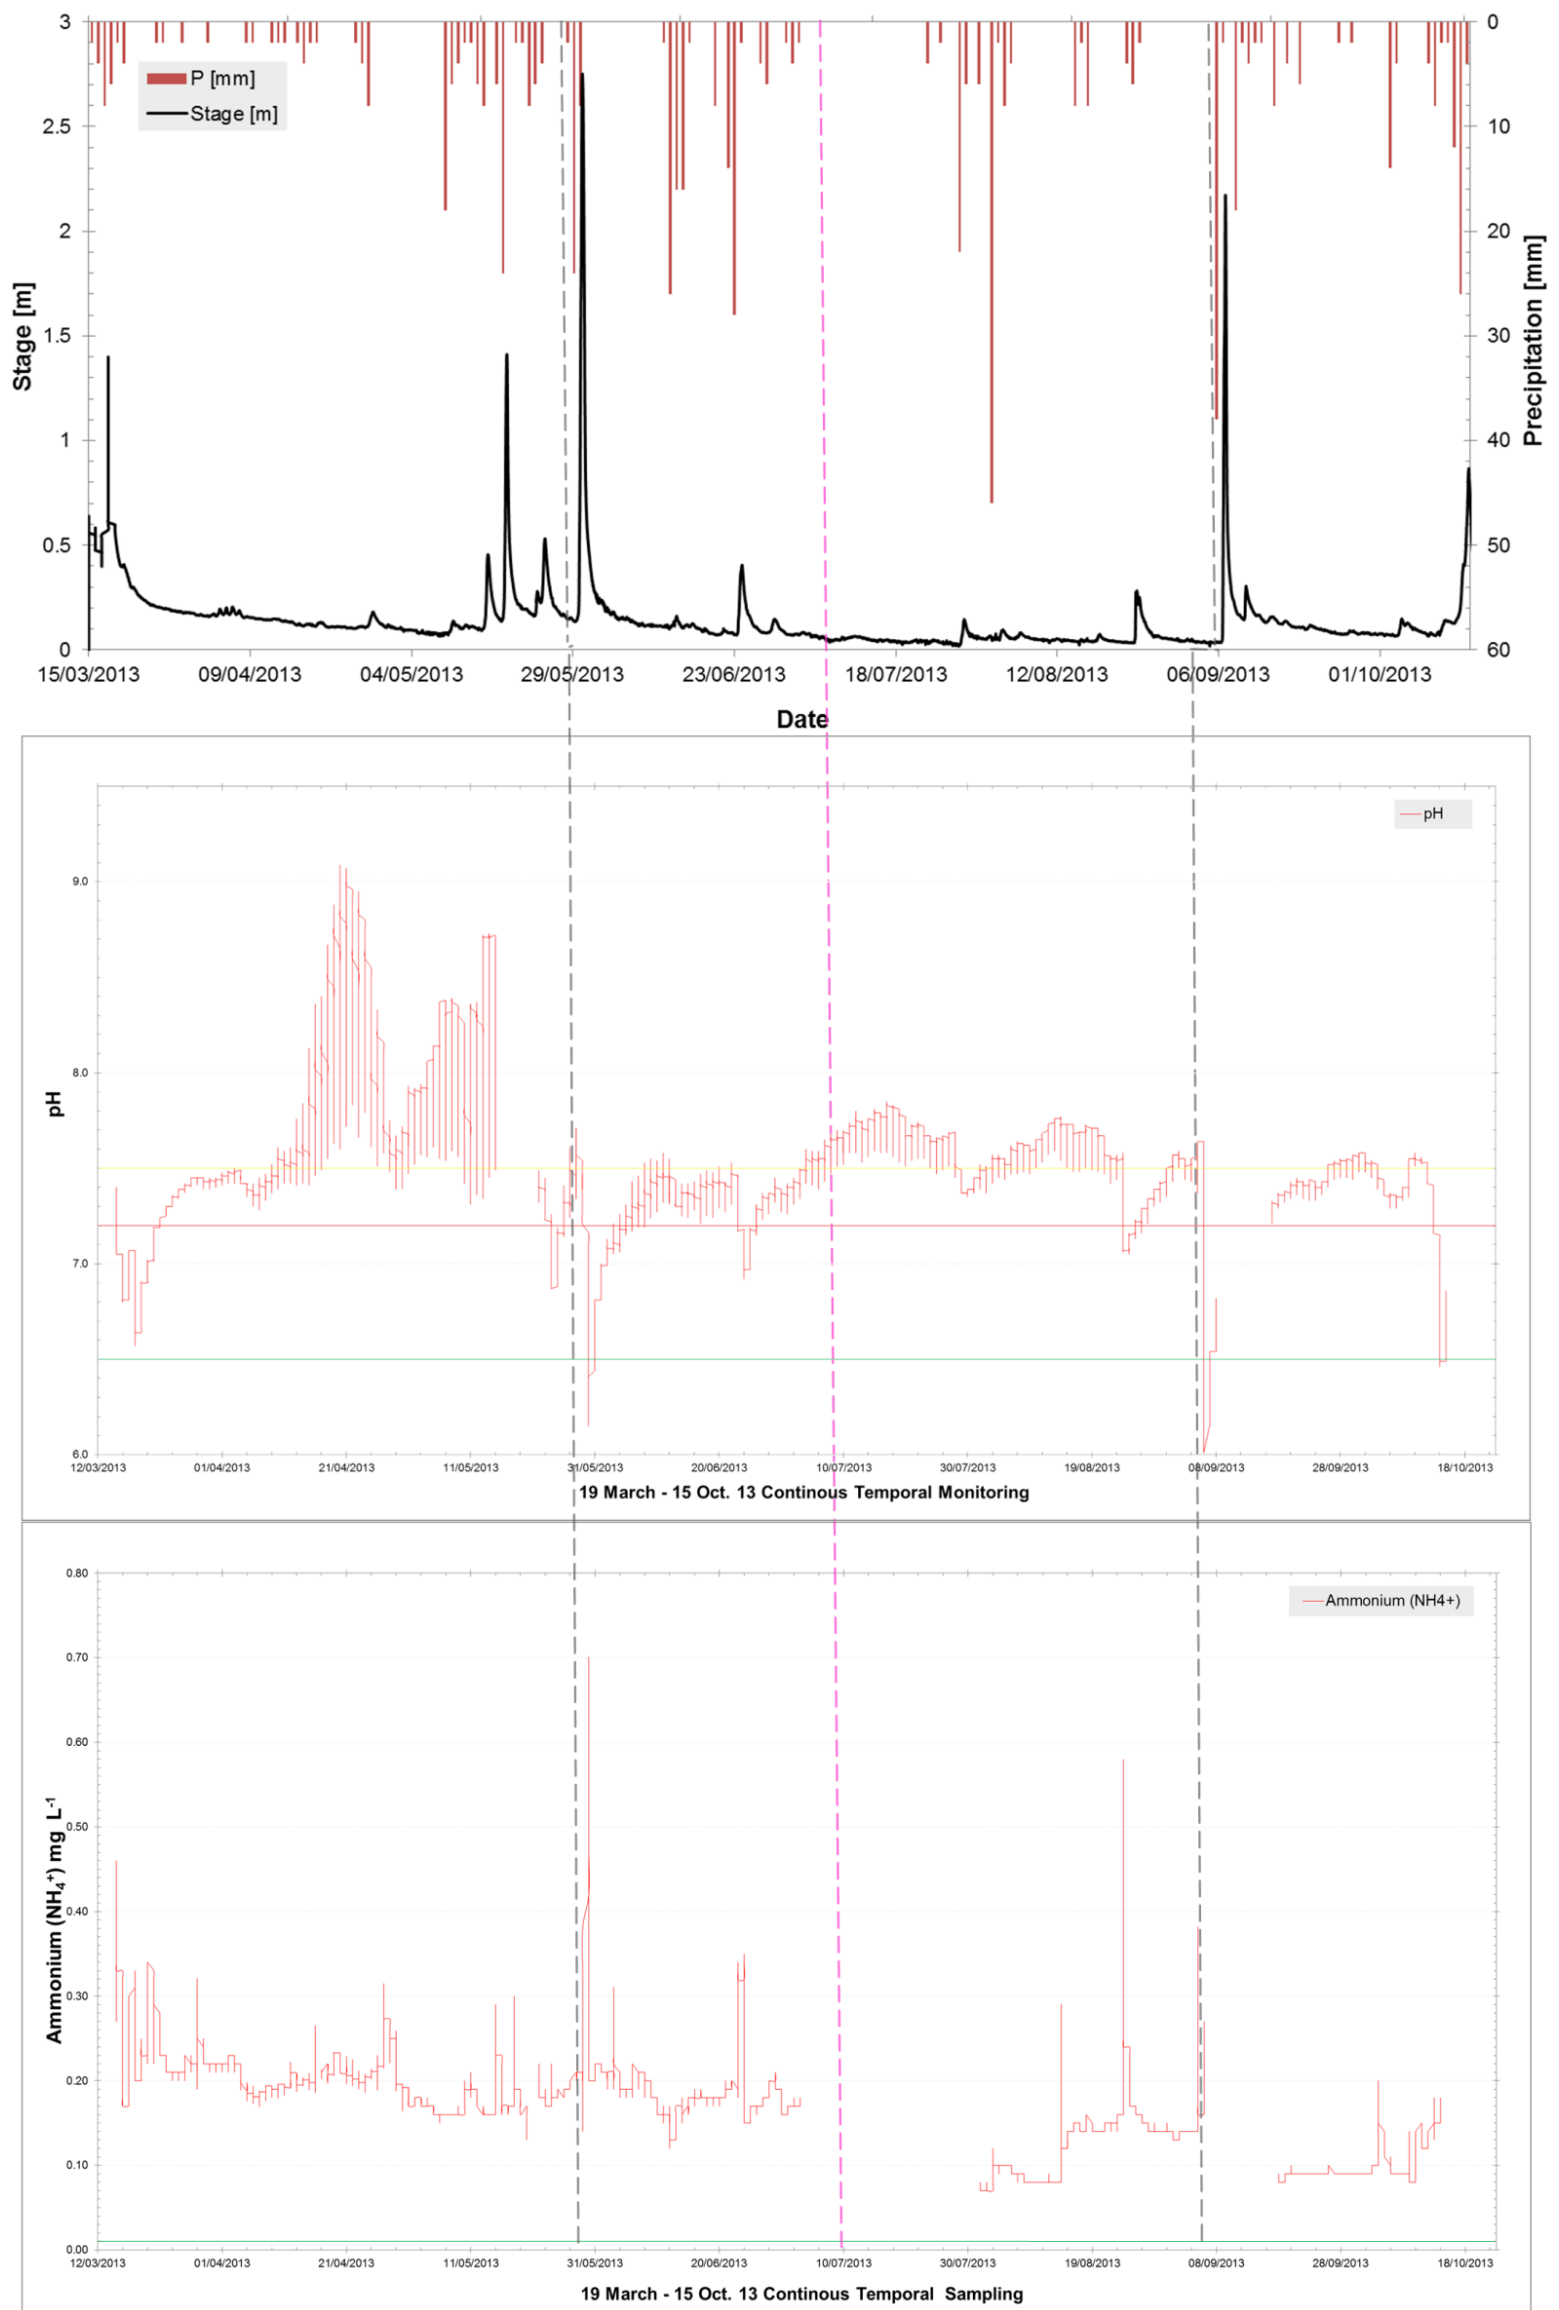 3
2.5
2
1.5
1
0.5
0
Stage [m]
P [mm]
Stage [m]
0
10
20
30
40
50
60
Precipitation [mm]
15/03/2013 09/04/2013 04/05/2013 29/05/2013 23/06/2013 18/07/2013 12/08/2013 06/09/2013 01/10/2013
Date
pH
9.0
8.0
7.0
6.0
pH
12/03/2013 01/04/2013 21/04/2013 11/05/2013 31/05/2013 20/06/2013 10/07/2013 30/07/2013 19/08/2013 08/09/2013 28/09/2013 18/10/2013
19 March - 15 Oct. 13 Continous Temporal Monitoring
0.80
0.70
0.60
0.50
0.40
0.30
0.20
0.10
0.00
Ammonium (NH4+)
Ammonium (NH₄⁺) mg L⁻¹
12/03/2013 01/04/2013 21/04/2013 11/05/2013 31/05/2013 20/06/2013 10/07/2013 30/07/2013 19/08/2013 08/09/2013 28/09/2013 18/10/2013
19 March - 15 Oct. 13 Continous Temporal Sampling